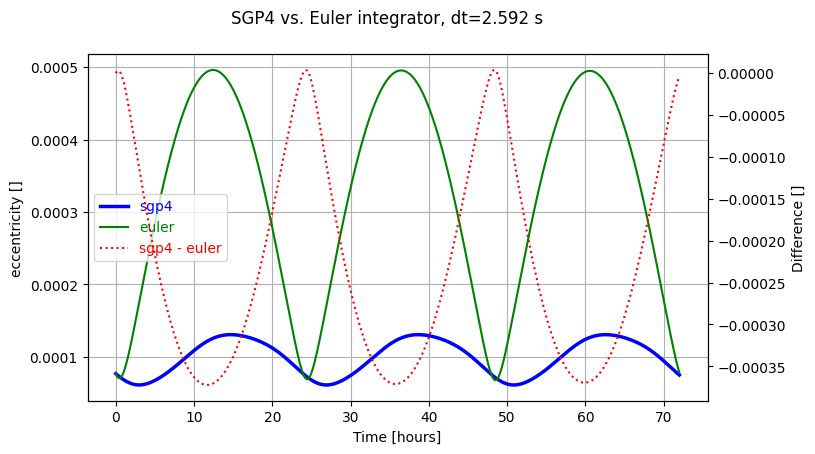 SGP4 vs. Euler integrator, dt=2.592 s
0.0005
0.0004
0.0003
0.0002
0.0001
eccentricity []
sgp4
euler
sgp4 - euler
0.00000
−0.00005
−0.00010
−0.00015
−0.00020
−0.00025
−0.00030
−0.00035
Difference []
0 10 20 30 40 50 60 70
Time [hours]